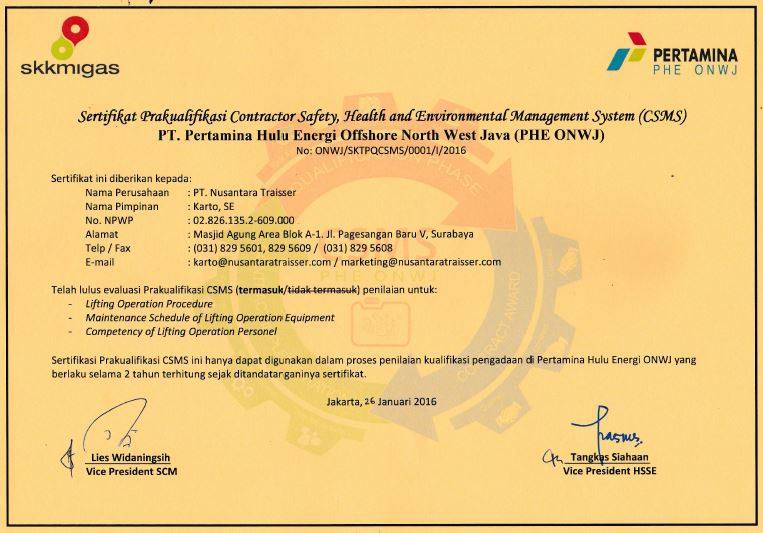 skkmigas
PERTAMINA
PHE ONWJ
Sertifikat Prakualifikasi Contractor Safety, Health and Environmental Management System (CSMS)
PT. Pertamina Hulu Energi Offshore North West Java (PHE ONWJ)
No: ONWJ/SKTPQCSMS/0001/I/2016
Sertifikat ini diberikan kepada:
Nama Perusahaan : PT. Nusantara Traisser
Nama Pimpinan : Karto, SE
No. NPWP : 02.826.135.2-609.000
Alamat : Masjid Agung Area Blok A-1. Jl. Pagesangan Baru V, Surabaya
Telp / Fax : (031) 829 5601, 829 5609 / (031) 829 5608
E-mail : karto@nusantaratraisser.com / marketing@nusantaratraisser.com
PHE ONWJ
Telah lulus evaluasi Prakualifikasi CSMS (termasuk/tidak termasuk) penilaian untuk:
- Lifting Operation Procedure
- Maintenance Schedule of Lifting Operation Equipment
- Competency of Lifting Operation Personel
CONTRACT AWARD
Sertifikasi Prakualifikasi CSMS ini hanya dapat digunakan dalam proses penilaian kualifikasi pengadaan di Pertamina Hulu Energi ONWJ yang
berlaku selama 2 tahun terhitung sejak ditandatanganinya sertifikat.
Jakarta, 26 Januari 2016
Lies Widaningsih
Vice President SCM
Tangkas Siahaan
Vice President HSSE